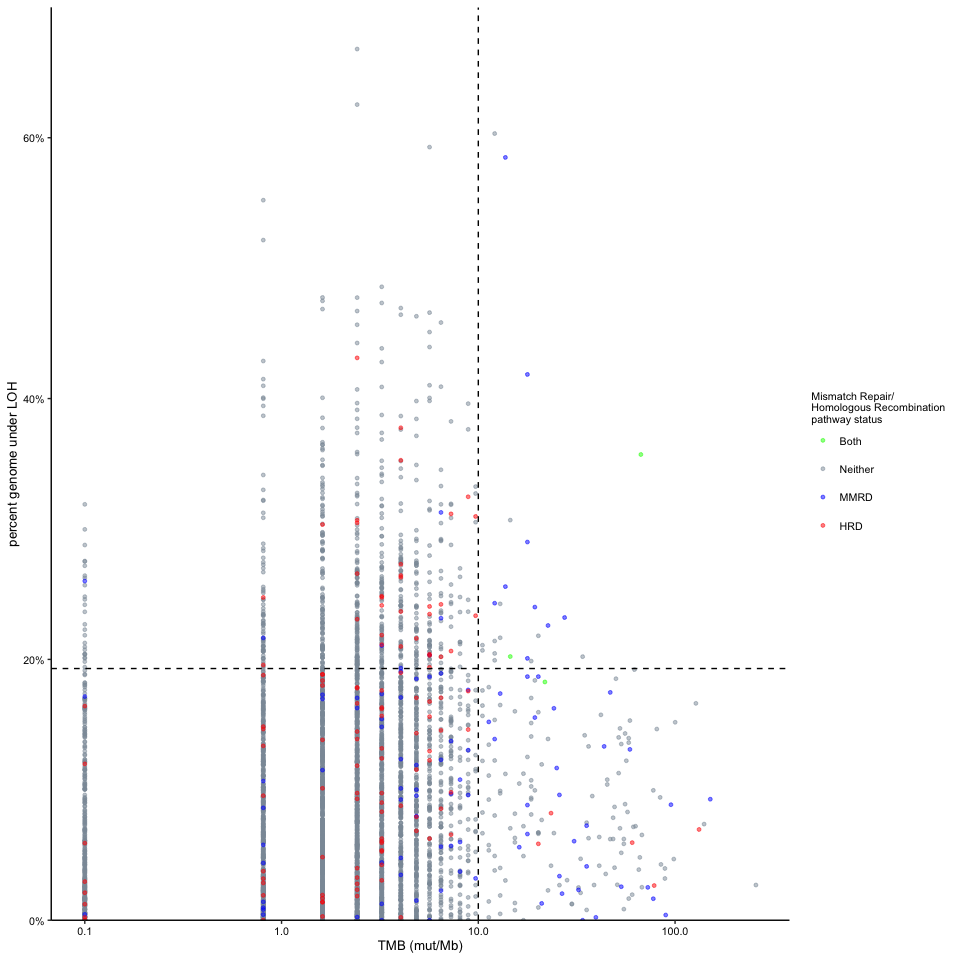 percent genome under LOH
60%
40%
20%
0%
0.1
1.0
10.0
100.0
TMB (mut/Mb)
Mismatch Repair/
Homologous Recombination
pathway status
Both
Neither
MMRD
HRD